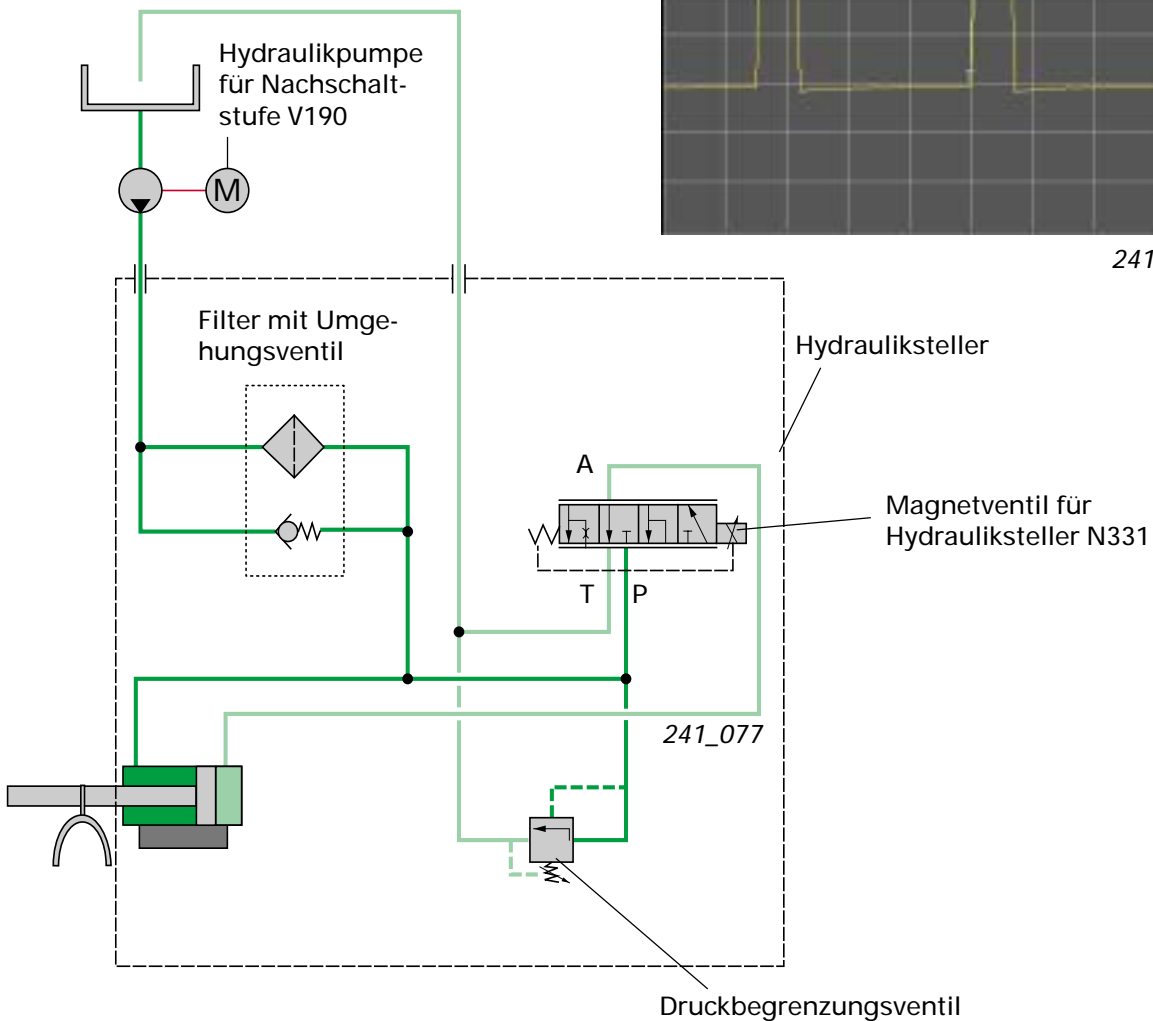 Hydraulikpumpe
für Nachschalt-
stufe V190
M
241
Filter mit Umge-
hungsventil
Hydrauliksteller
A
Magnetventil für
Hydrauliksteller N331
T P
241_077
Druckbegrenzungsventil